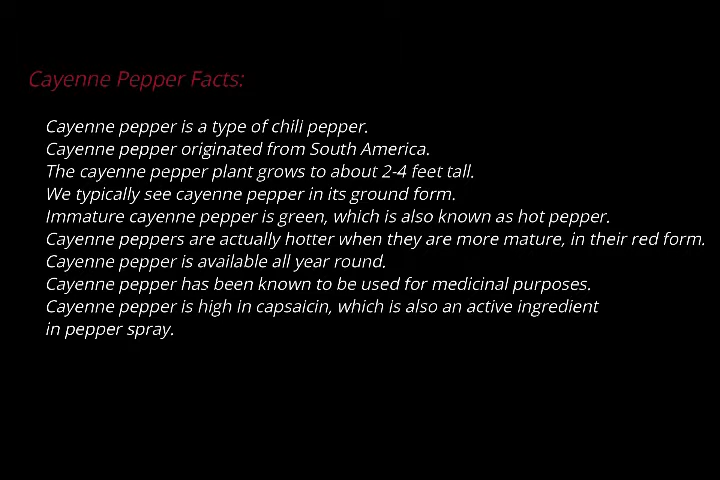 Cayenne Pepper Facts:
Cayenne pepper is a type of chili pepper.
Cayenne pepper originated from South America.
The cayenne pepper plant grows to about 2-4 feet tall.
We typically see cayenne pepper in its ground form.
Immature cayenne pepper is green, which is also known as hot pepper.
Cayenne peppers are actually hotter when they are more mature, in their red form.
Cayenne pepper is available all year round.
Cayenne pepper has been known to be used for medicinal purposes.
Cayenne pepper is high in capsaicin, which is also an active ingredient
in pepper spray.